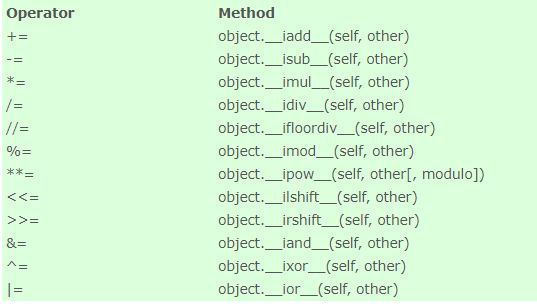 Operator Method
+= object.__iadd__(self, other)
-= object.__isub__(self, other)
*= object.__imul__(self, other)
/= object.__idiv__(self, other)
//= object.__ifloordiv__(self, other)
%= object.__imod__(self, other)
**= object.__ipow__(self, other[, modulo])
<<= object.__ilshift__(self, other)
>>= object.__irshift__(self, other)
&= object.__iand__(self, other)
^= object.__ixor__(self, other)
|= object.__ior__(self, other)